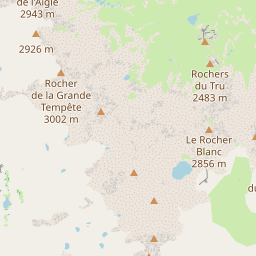 de l'Aigle
2943 m
2926 m
Rocher
de la Grande
Tempête
3002 m
Rochers
du Tru
2483 m
Le Rocher
Blanc
2856 m
du